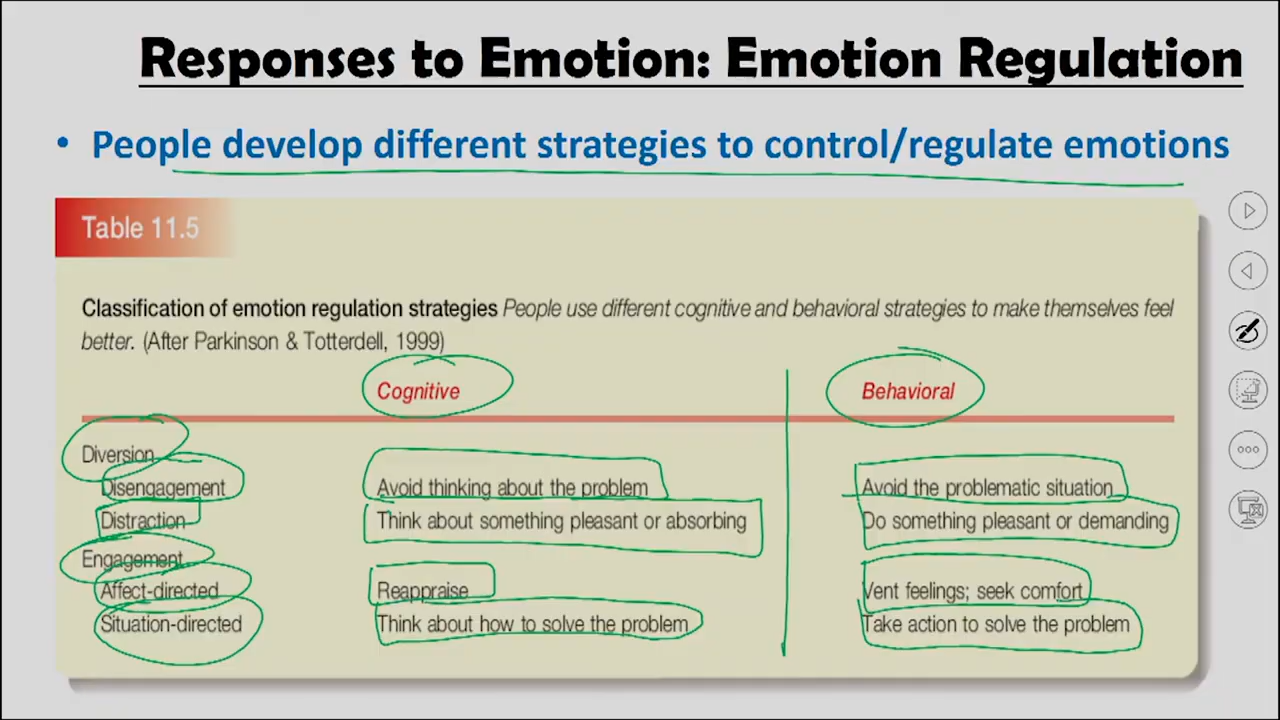 Responses to Emotion: Emotion Regulation
• People develop different strategies to control/regulate emotions
Table 11.5
Classification of emotion regulation strategies People use different cognitive and behavioral strategies to make themselves feel
better. (After Parkinson & Totterdell, 1999)
Cognitive Behavioral
Diversion
Disengagement Avoid thinking about the problem Avoid the problematic situation
Distraction Think about something pleasant or absorbing Do something pleasant or demanding
Engagement
Affect-directed Reappraise Vent feelings; seek comfort
Situation-directed Think about how to solve the problem Take action to solve the problem